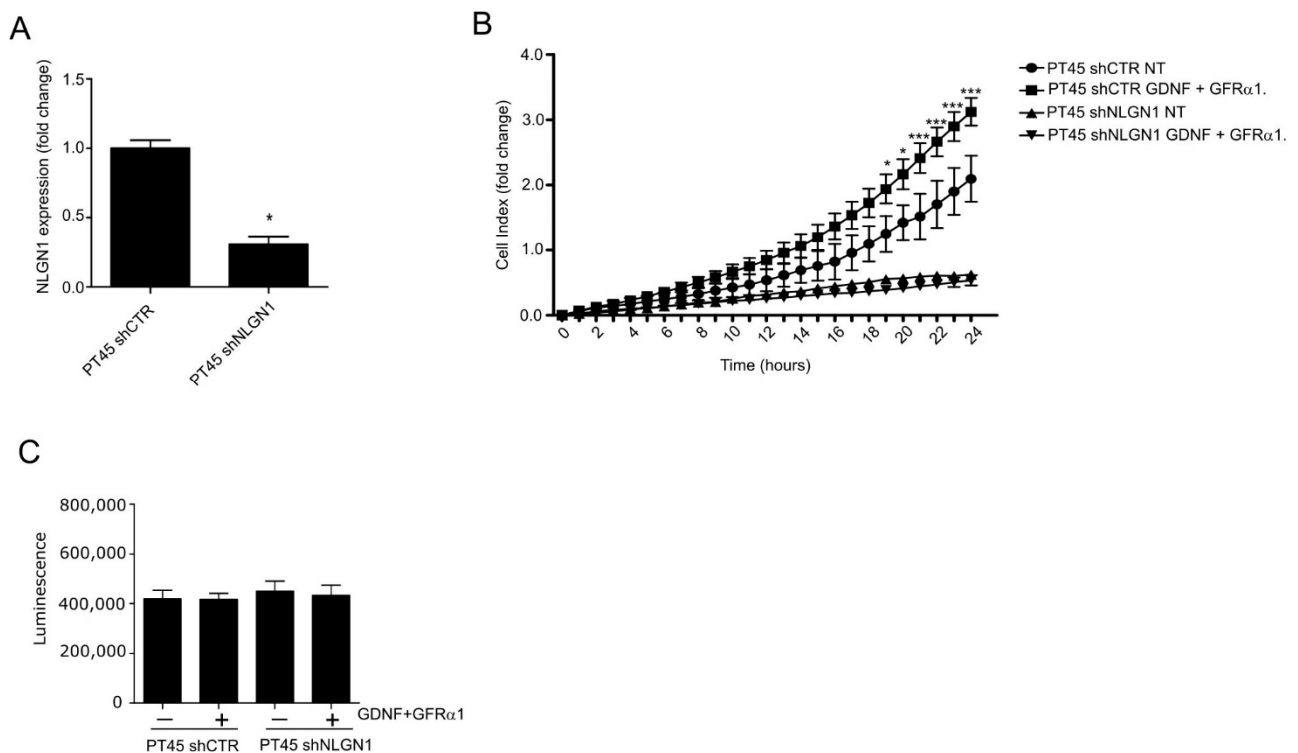 A
NLGN1 expression (fold change)
1.5
1.0
0.5
0.0
*
PT45 shCTR
PT45 shNLGN1
B
Cell Index (fold change)
4.0
3.0
2.0
1.0
0.0
* * *** *** *** ***
0 2 4 6 8 10 12 14 16 18 20 22 24
Time (hours)
PT45 shCTR NT
PT45 shCTR GDNF + GFRα1.
PT45 shNLGN1 NT
PT45 shNLGN1 GDNF + GFRα1.
C
Luminescence
800,000
600,000
400,000
200,000
0
− + − + GDNF+GFRα1
PT45 shCTR PT45 shNLGN1